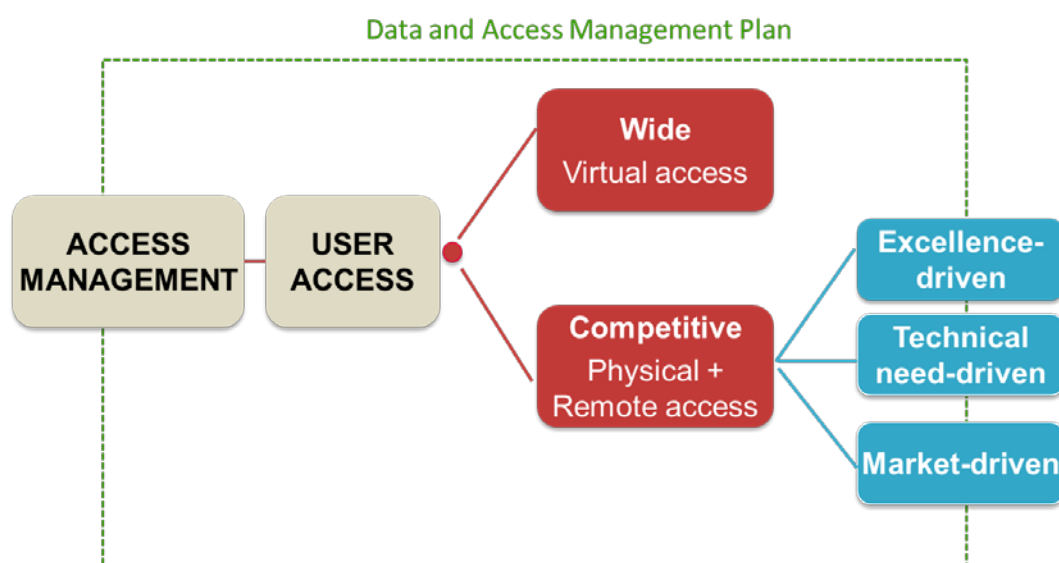 Data and Access Management Plan
ACCESS
MANAGEMENT
USER
ACCESS
Wide
Virtual access
Competitive
Physical +
Remote access
Excellence-
driven
Technical
need-driven
Market-driven